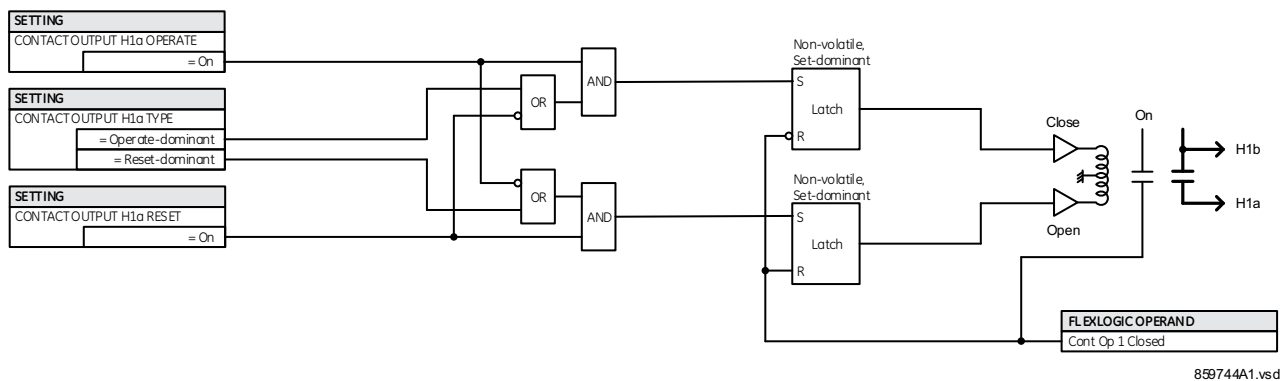 SETTING
CONTACT OUTPUT H1a OPERATE
= On
SETTING
CONTACT OUTPUT H1a TYPE
= Operate-dominant
= Reset-dominant
SETTING
CONTACT OUTPUT H1a RESET
= On
OR
AND
OR
AND
Non-volatile,
Set-dominant
S
Latch
R
Non-volatile,
Set-dominant
S
Latch
R
Close
Open
On
H1b
H1a
FLEXLOGIC OPERAND
Cont Op 1 Closed
859744A1.vsd